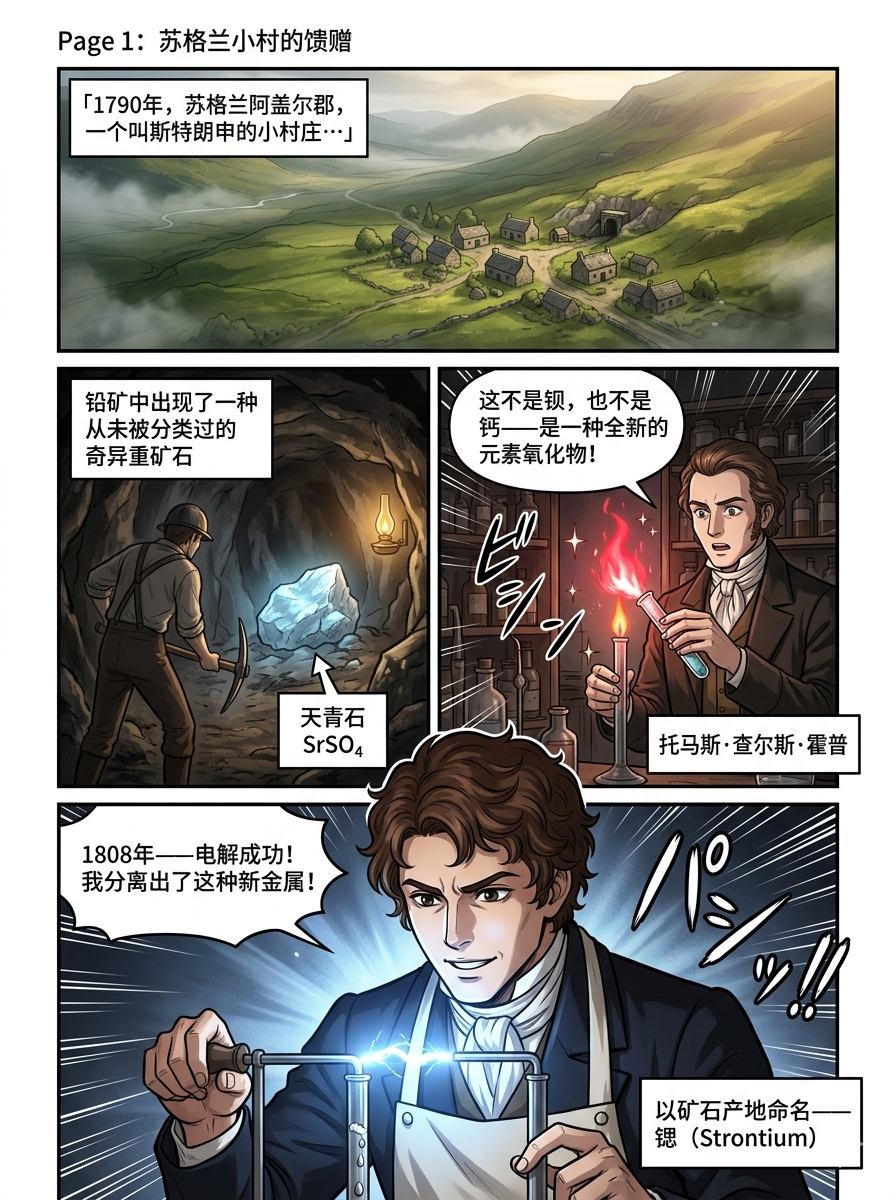 Page 1：苏格兰小村的馈赠
「1790年，苏格兰阿盖尔郡，
一个叫斯特朗申的小村庄…」
铅矿中出现了一种
从未被分类过的
奇异重矿石
天青石
SrSO₄
这不是钡，也不是
钙——是一种全新的
元素氧化物！
ビビシッ
托马斯·查尔斯·霍普
1808年——电解成功！
我分离出了这种新金属！
バシッ!!
以矿石产地命名——
锶（Strontium）